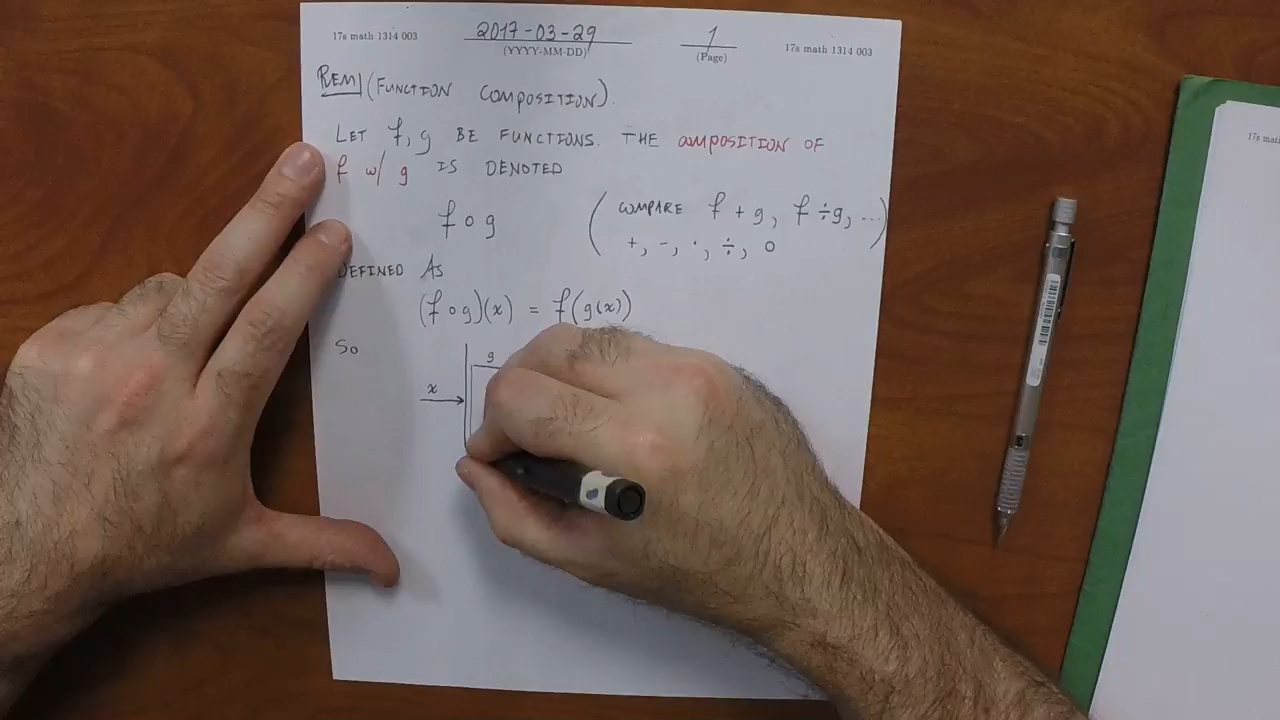 17s math 1314 003 2017-03-29 1 17s math 1314 003
(YYYY-MM-DD) (Page)
REM (FUNCTION COMPOSITION).
LET f, g BE FUNCTIONS. THE COMPOSITION OF
f w/ g IS DENOTED
f ∘ g (COMPARE f + g, f ÷ g, ...
+, -, ·, ÷, ∘)
DEFINED AS
(f ∘ g)(x) = f(g(x))
So
g
x
17s math